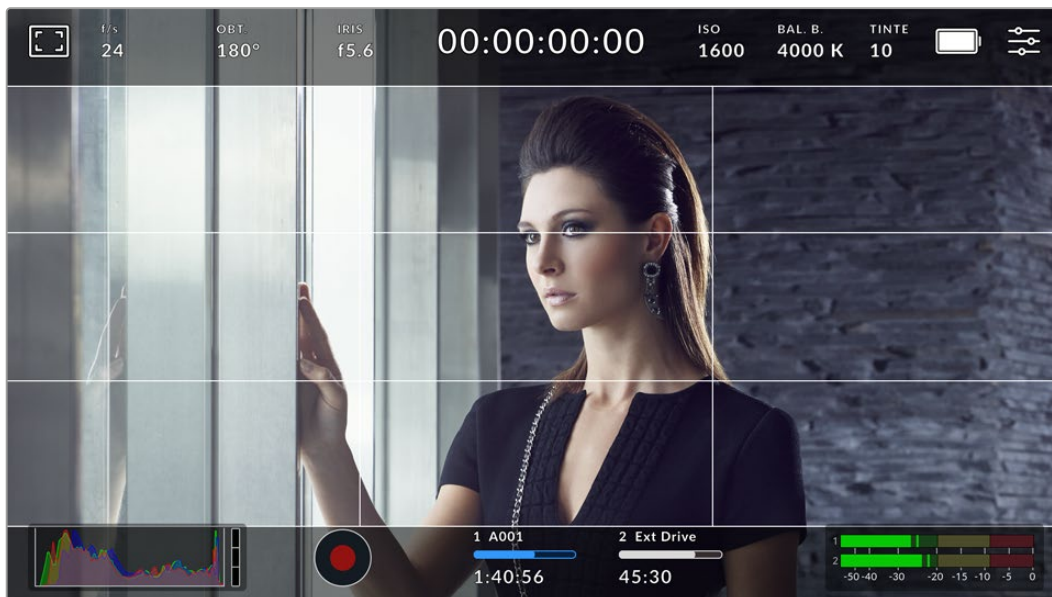 f/s OBT. IRIS 00:00:00:00 ISO BAL. B. TINTE
24 180° f5.6 1600 4000 K 10
1 A001 2 Ext Drive
1:40:56 45:30
1
2
-50 -40 -30 -20 -15 -10 -5 0